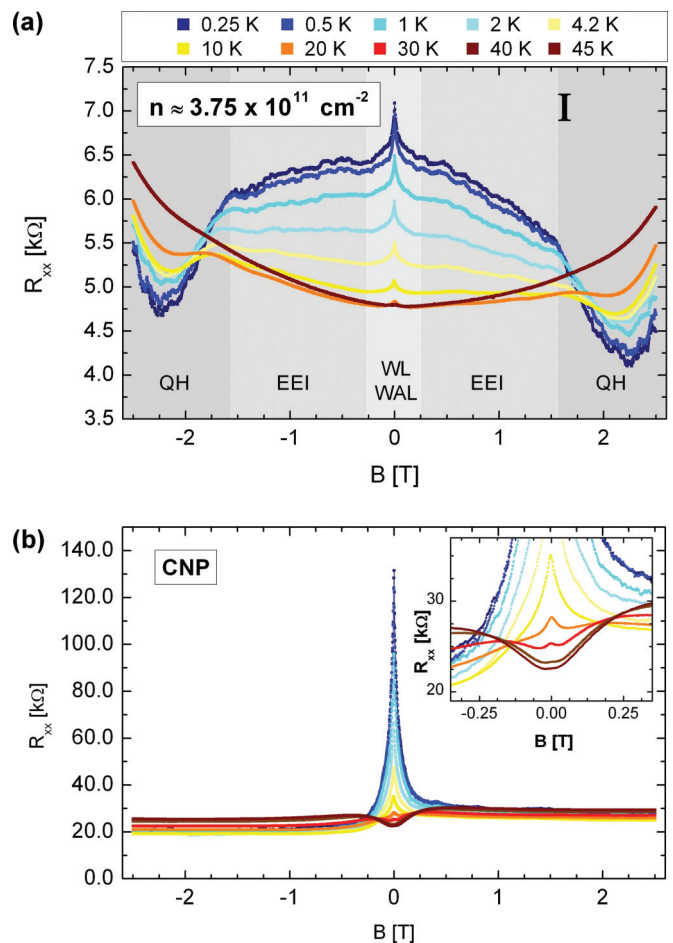 (a)
0.25 K 0.5 K 1 K 2 K 4.2 K
10 K 20 K 30 K 40 K 45 K
7.5
7.0
6.5
6.0
5.5
5.0
4.5
4.0
3.5
Rxx [kΩ]
n ≈ 3.75 x 10¹¹ cm⁻²
I
QH EEI WL WAL EEI QH
-2 -1 0 1 2
B [T]
(b)
140.0
120.0
100.0
80.0
60.0
40.0
20.0
0.0
Rxx [kΩ]
CNP
30
20
Rxx [kΩ]
-0.25 0.00 0.25
B [T]
-2 -1 0 1 2
B [T]